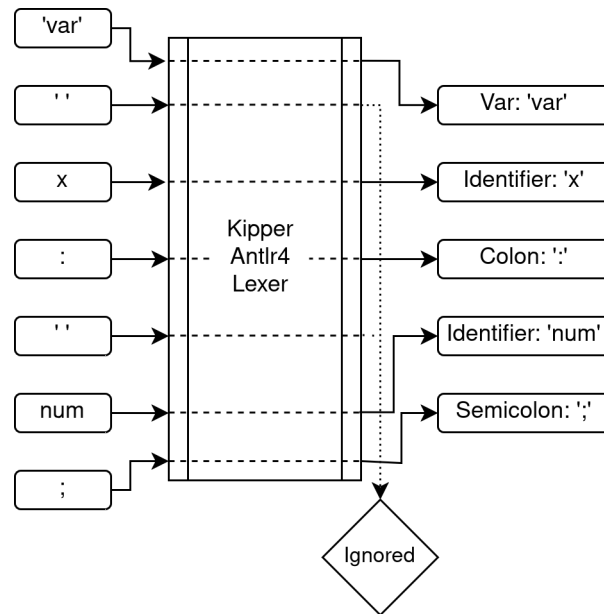 'var'
' '
x
:
' '
num
;
Kipper
Antlr4
Lexer
Var: 'var'
Identifier: 'x'
Colon: ':'
Identifier: 'num'
Semicolon: ';'
Ignored